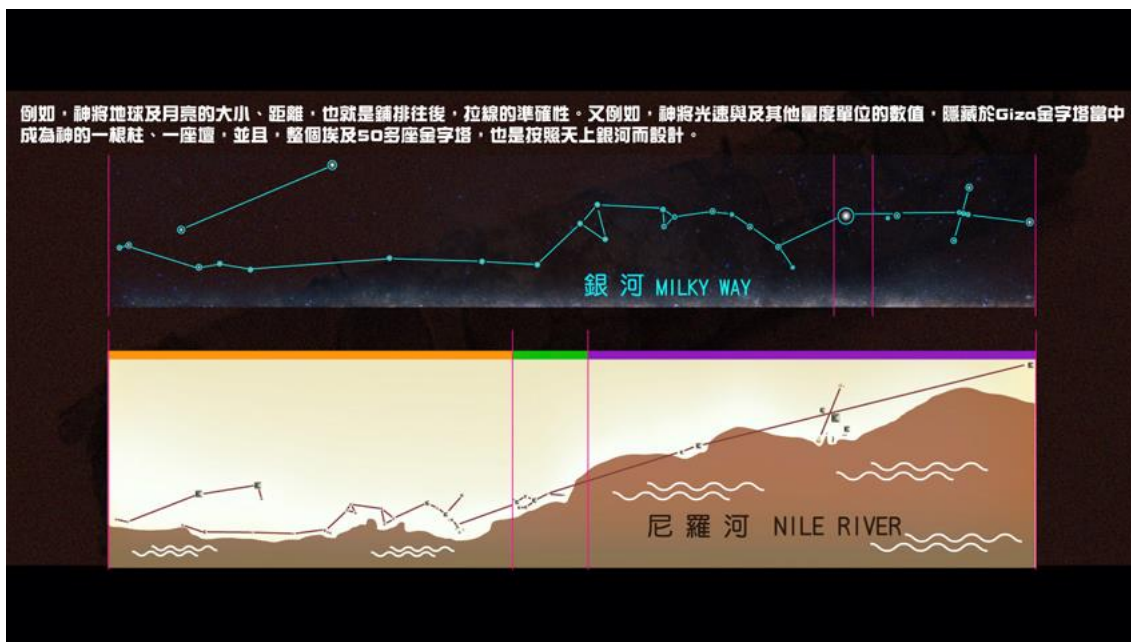 例如，神將地球及月亮的大小、距離，也就是鋪排往後，拉線的準確性。又例如，神將光速與及其他量度單位的數值，隱藏於Giza金字塔當中
成為神的一根柱、一座壇，並且，整個埃及50多座金字塔，也是按照天上銀河而設計。
銀河 MILKY WAY
尼羅河 NILE RIVER